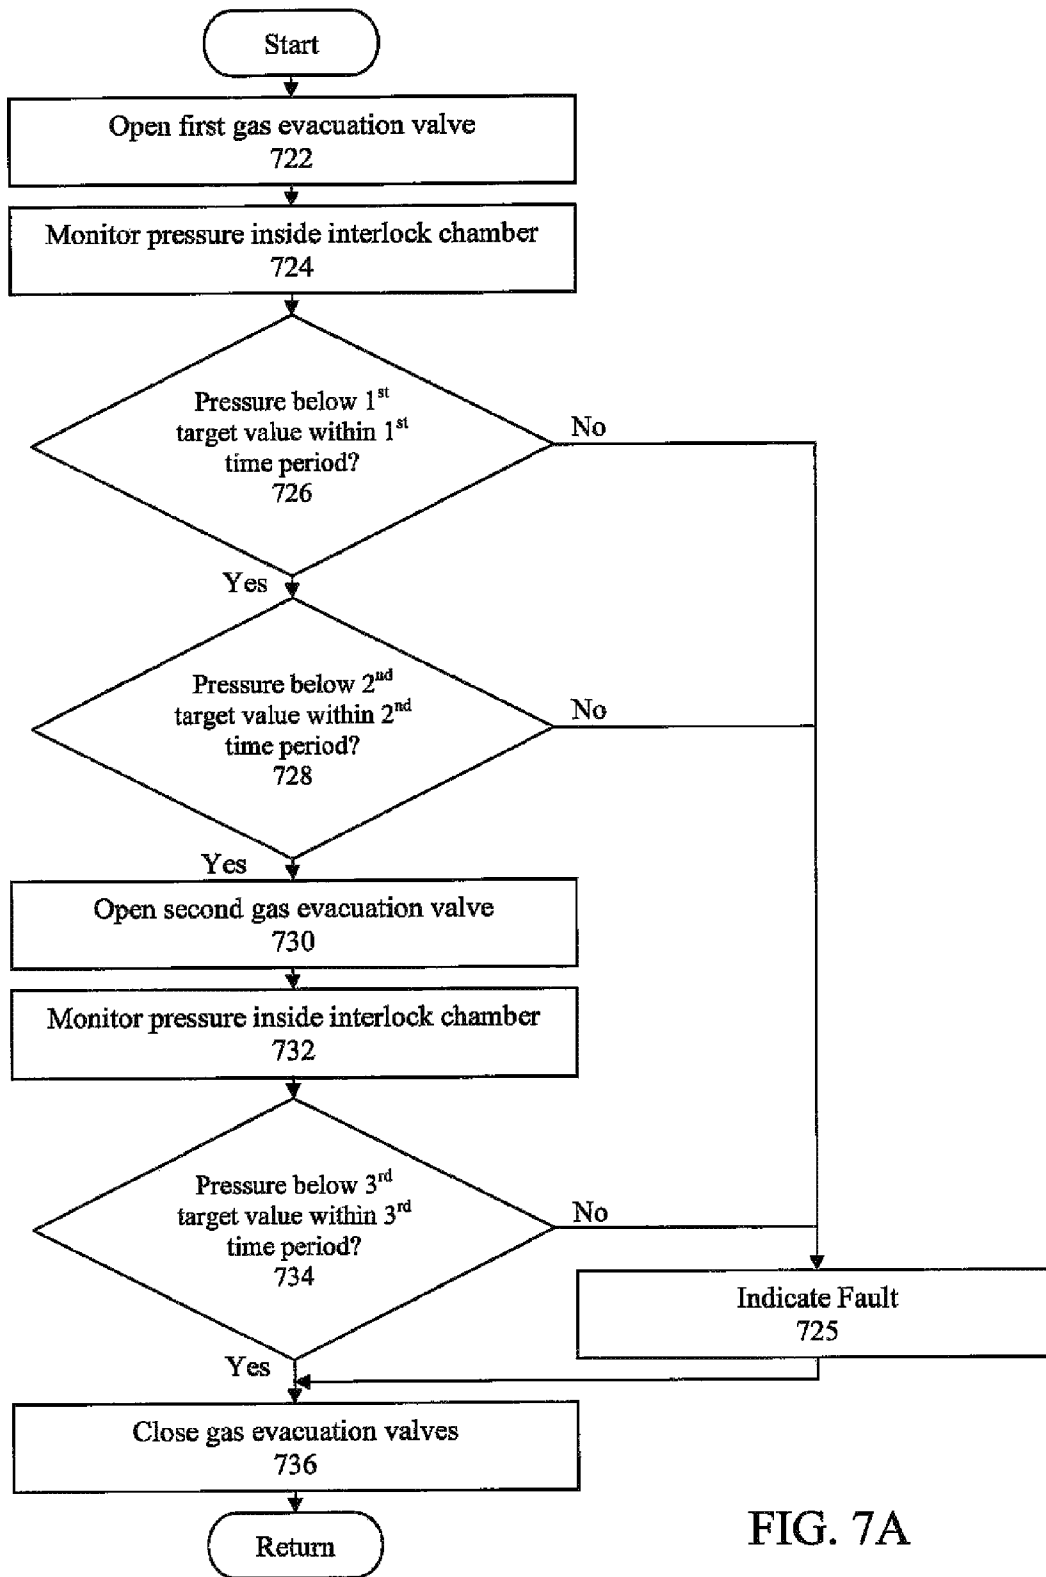 Start
Open first gas evacuation valve
722
Monitor pressure inside interlock chamber
724
Pressure below 1st
target value within 1st
time period?
726
No
Yes
Pressure below 2nd
target value within 2nd
time period?
728
No
Yes
Open second gas evacuation valve
730
Monitor pressure inside interlock chamber
732
Pressure below 3rd
target value within 3rd
time period?
734
No
Indicate Fault
725
Yes
Close gas evacuation valves
736
Return
FIG. 7A